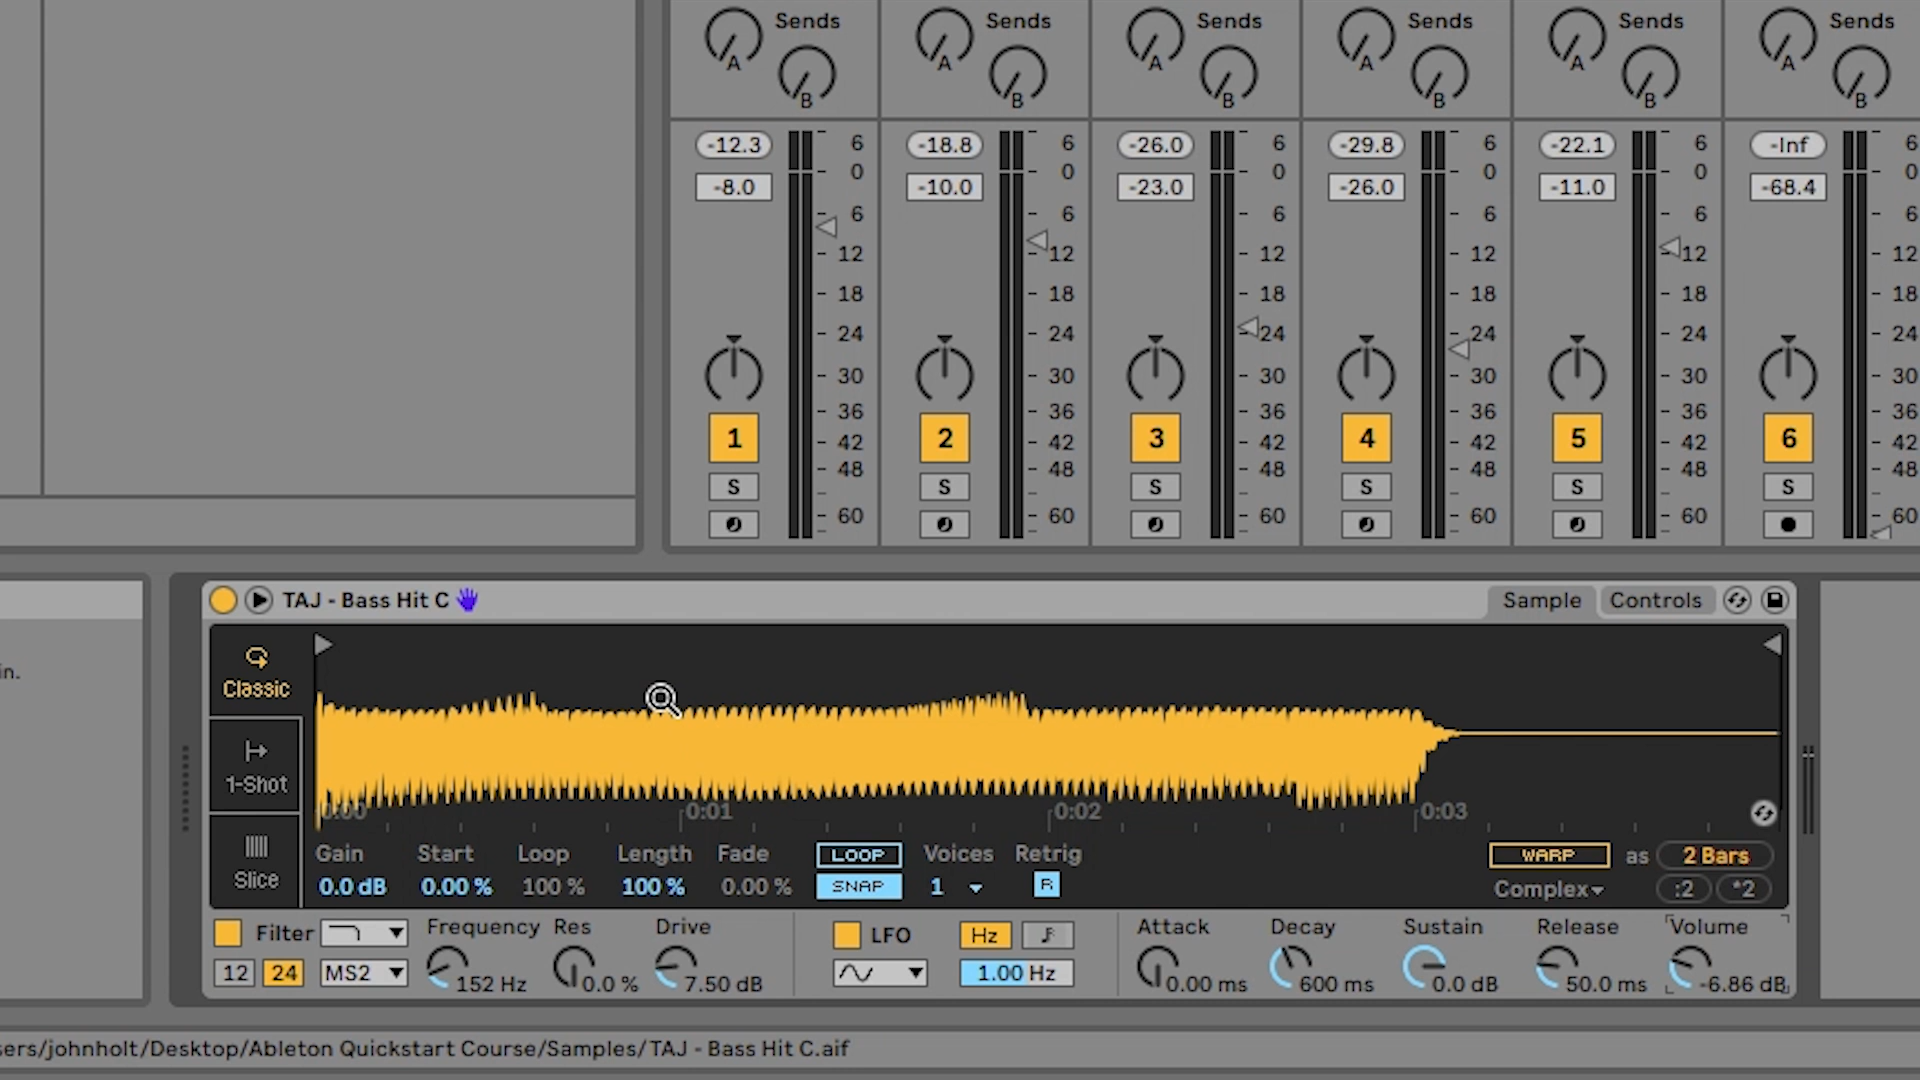 Sends Sends Sends Sends Sends Sends
A B A B A B A B A B A B
-12.3 6 -18.8 6 -26.0 6 -29.8 6 -22.1 6 -Inf 6
0 0 0 0 0 0
-8.0 -10.0 -23.0 -26.0 -11.0 -68.4
6 6 6 6 6 6
12 12 12 12 12 12
18 18 18 18 18 18
24 24 24 24 24 24
30 30 30 30 30 30
36 36 36 36 36 36
1 2 3 4 5 6
42 42 42 42 42 42
48 48 48 48 48 48
S S S S S S
60 60 60 60 60 60
TAJ - Bass Hit C Sample Controls
in.
Classic
1-Shot
Slice
0:00 0:01 0:02 0:03
Gain Start Loop Length Fade LOOP Voices Retrig WARP as 2 Bars
0.0 dB 0.00 % 100 % 100 % 0.00 % SNAP 1 R Complex :2 *2
Filter Frequency Res Drive LFO Hz Attack Decay Sustain Release Volume
12 24 MS2 152 Hz 0.0 % 7.50 dB 1.00 Hz 0.00 ms 600 ms 0.0 dB 50.0 ms -6.86 dB
sers/johnholt/Desktop/Ableton Quickstart Course/Samples/TAJ - Bass Hit C.aif